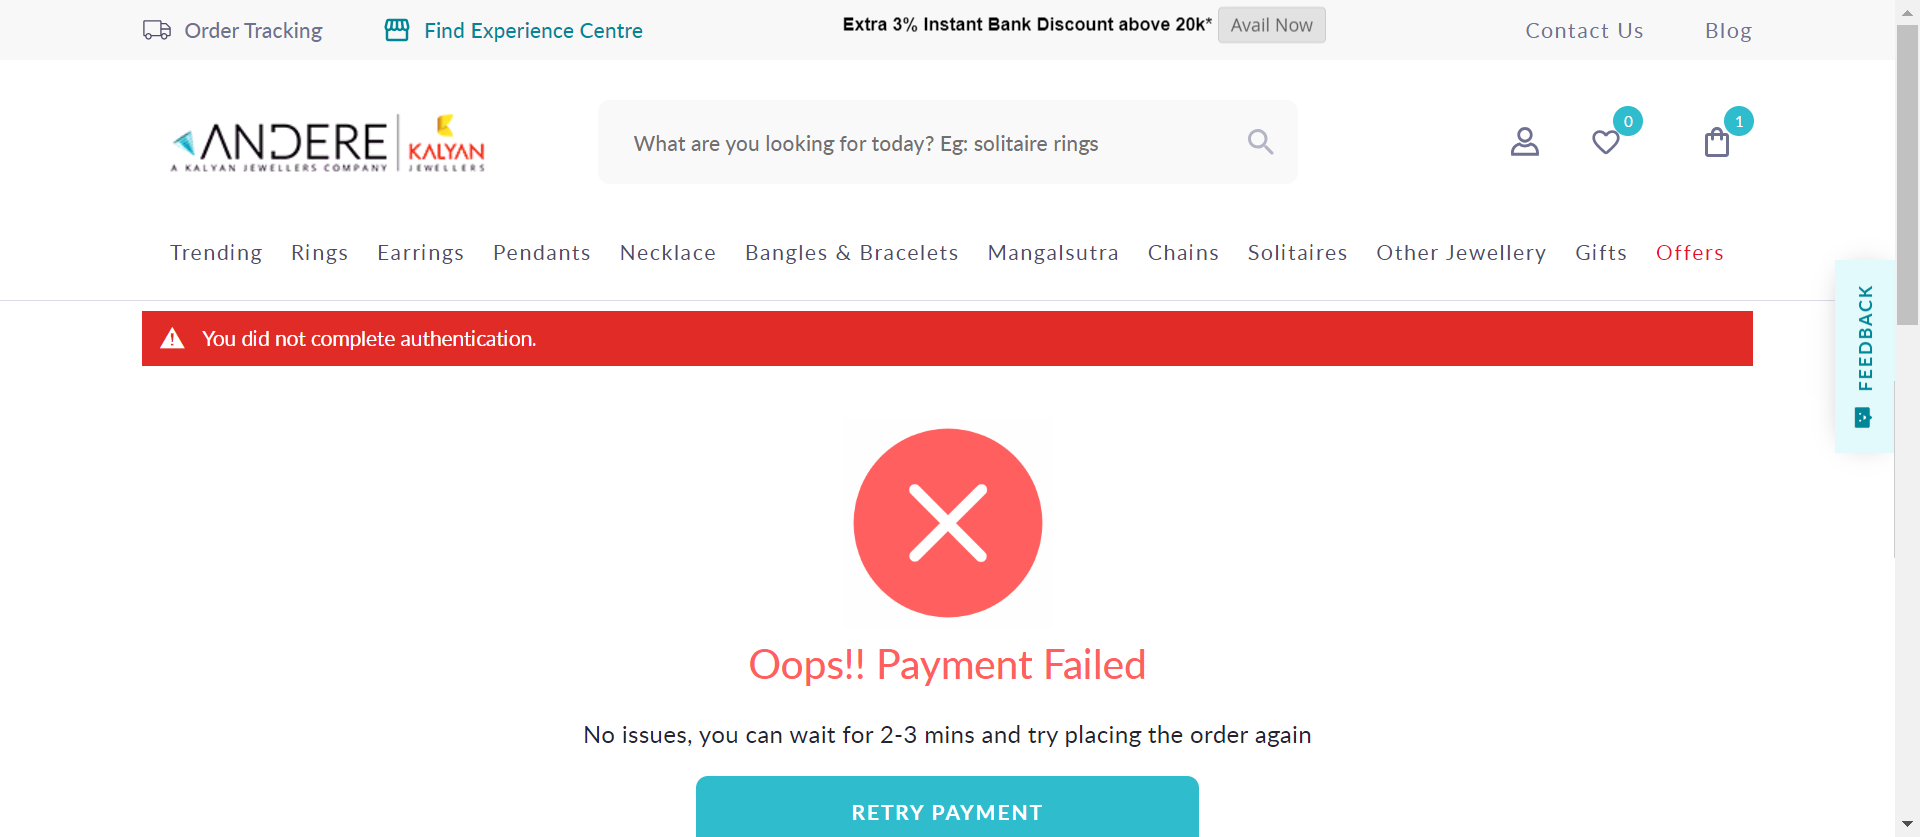 Order Tracking
Find Experience Centre
Extra 3% Instant Bank Discount above 20k*
Avail Now
Contact Us
Blog
ANDERE
A KALYAN JEWELLERS COMPANY
KALYAN
JEWELLERS
What are you looking for today? Eg: solitaire rings
0
1
Trending Rings Earrings Pendants Necklace Bangles & Bracelets Mangalsutra Chains Solitaires Other Jewellery Gifts Offers
FEEDBACK
You did not complete authentication.
Oops!! Payment Failed
No issues, you can wait for 2-3 mins and try placing the order again
RETRY PAYMENT